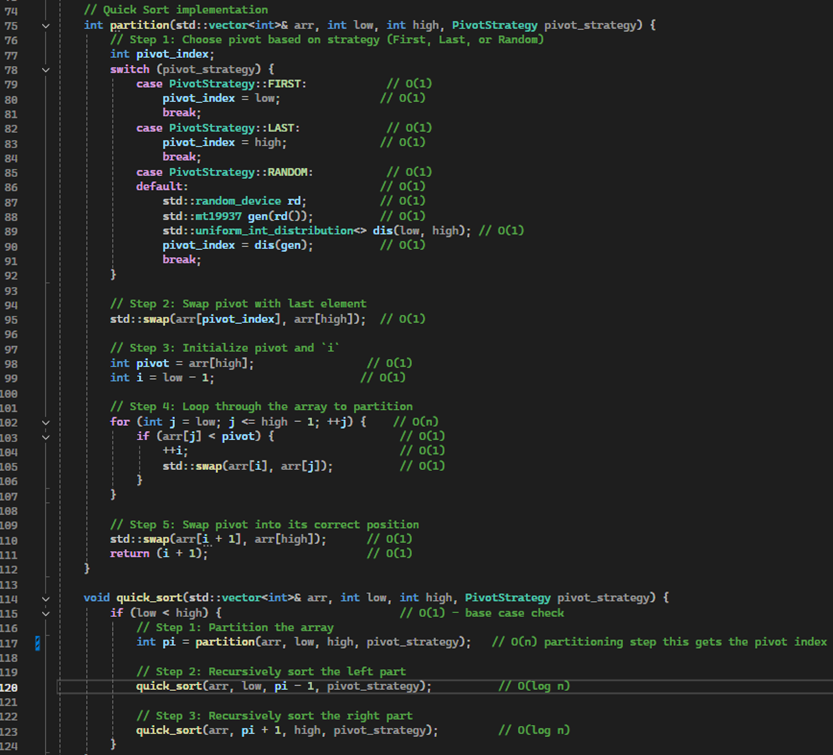 74 // Quick Sort implementation
75 int partition(std::vector<int>& arr, int low, int high, PivotStrategy pivot_strategy) {
76 // Step 1: Choose pivot based on strategy (First, Last, or Random)
77 int pivot_index;
78 switch (pivot_strategy) {
79 case PivotStrategy::FIRST: // O(1)
80 pivot_index = low; // O(1)
81 break;
82 case PivotStrategy::LAST: // O(1)
83 pivot_index = high; // O(1)
84 break;
85 case PivotStrategy::RANDOM: // O(1)
86 default: // O(1)
87 std::random_device rd; // O(1)
88 std::mt19937 gen(rd()); // O(1)
89 std::uniform_int_distribution<> dis(low, high); // O(1)
90 pivot_index = dis(gen); // O(1)
91 break;
92 }
93
94 // Step 2: Swap pivot with last element
95 std::swap(arr[pivot_index], arr[high]); // O(1)
96
97 // Step 3: Initialize pivot and `i`
98 int pivot = arr[high]; // O(1)
99 int i = low - 1; // O(1)
100
101 // Step 4: Loop through the array to partition
102 for (int j = low; j <= high - 1; ++j) { // O(n)
103 if (arr[j] < pivot) { // O(1)
104 ++i; // O(1)
105 std::swap(arr[i], arr[j]); // O(1)
106 }
107 }
108
109 // Step 5: Swap pivot into its correct position
110 std::swap(arr[i + 1], arr[high]); // O(1)
111 return (i + 1); // O(1)
112 }
113
114 void quick_sort(std::vector<int>& arr, int low, int high, PivotStrategy pivot_strategy) {
115 if (low < high) { // O(1) - base case check
116 // Step 1: Partition the array
117 int pi = partition(arr, low, high, pivot_strategy); // O(n) partitioning step this gets the pivot index
118
119 // Step 2: Recursively sort the left part
120 quick_sort(arr, low, pi - 1, pivot_strategy); // O(log n)
121
122 // Step 3: Recursively sort the right part
123 quick_sort(arr, pi + 1, high, pivot_strategy); // O(log n)
124 }